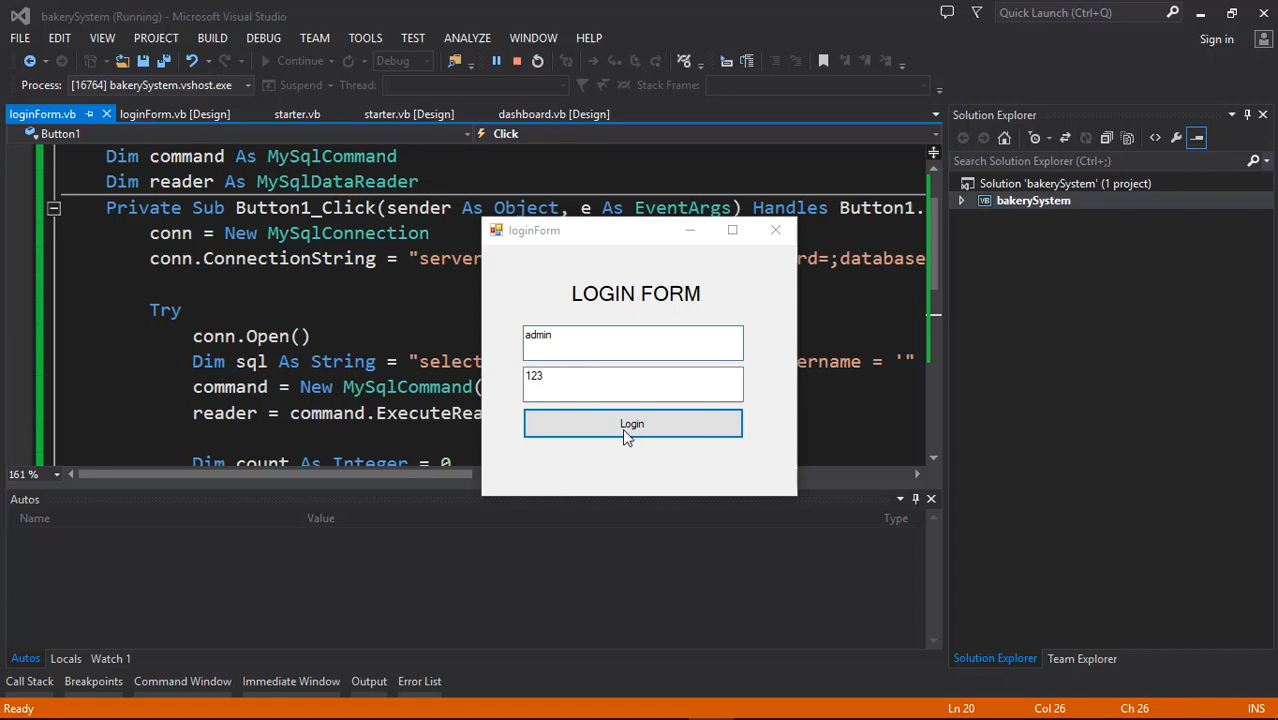 bakerySystem (Running) - Microsoft Visual Studio
Quick Launch (Ctrl+Q)
FILE EDIT VIEW PROJECT BUILD DEBUG TEAM TOOLS TEST ANALYZE WINDOW HELP
Sign in
Continue Debug
Process: [16764] bakerySystem.vshost.exe Suspend Thread: Stack Frame:
loginForm.vb loginForm.vb [Design] starter.vb starter.vb [Design] dashboard.vb [Design]
Button1 Click
Dim command As MySqlCommand
Dim reader As MySqlDataReader
Private Sub Button1_Click(sender As Object, e As EventArgs) Handles Button1.
conn = New MySqlConnection
conn.ConnectionString = "server rd=;database
Try
conn.Open()
Dim sql As String = "select ername = '"
command = New MySqlCommand(
reader = command.ExecuteRea
Dim count As Integer = 0
161 %
loginForm
LOGIN FORM
admin
123
Login
Autos
Name Value Type
Autos Locals Watch 1
Call Stack Breakpoints Command Window Immediate Window Output Error List
Solution Explorer
Search Solution Explorer (Ctrl+;)
Solution 'bakerySystem' (1 project)
VB bakerySystem
Solution Explorer Team Explorer
Ready Ln 20 Col 26 Ch 26 INS